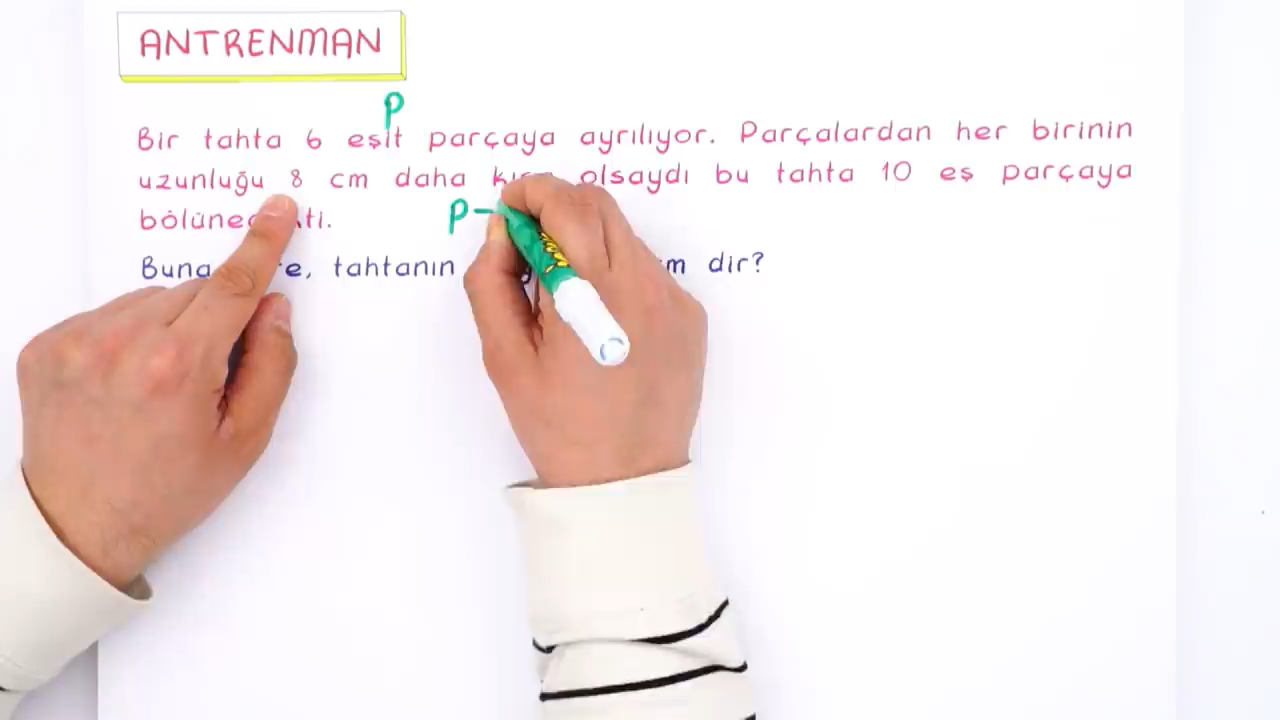 ANTRENMAN
P
Bir tahta 6 eşit parçaya ayrılıyor. Parçalardan her birinin
uzunluğu 8 cm daha olsaydı bu tahta 10 eş parçaya
P-
Buna tahtanın dir?